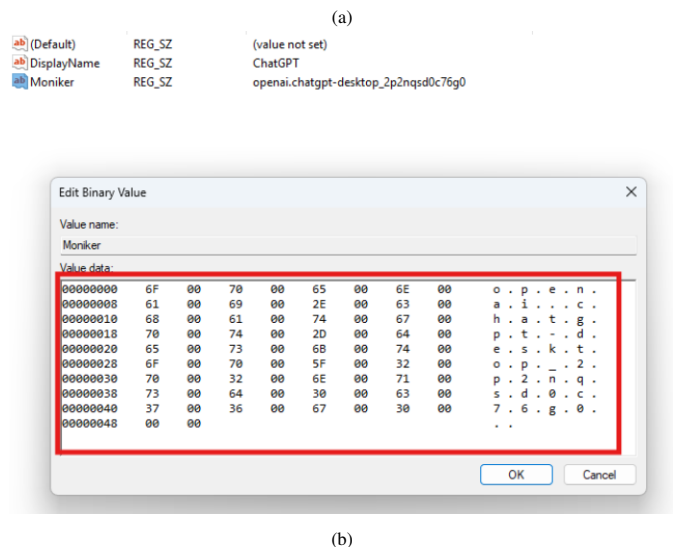 (a)
(Default) REG_SZ (value not set)
DisplayName REG_SZ ChatGPT
Moniker REG_SZ openai.chatgpt-desktop_2p2nqsd0c76g0
Edit Binary Value
Value name:
Moniker
Value data:
00000000 6F 00 70 00 65 00 6E 00 o . p . e . n .
00000008 61 00 69 00 2E 00 63 00 a . i . . . c .
00000010 68 00 61 00 74 00 67 00 h . a . t . g .
00000018 70 00 74 00 2D 00 64 00 p . t . - . d .
00000020 65 00 73 00 6B 00 74 00 e . s . k . t .
00000028 6F 00 70 00 5F 00 32 00 o . p . _ . 2 .
00000030 70 00 32 00 6E 00 71 00 p . 2 . n . q .
00000038 73 00 64 00 30 00 63 00 s . d . 0 . c .
00000040 37 00 36 00 67 00 30 00 7 . 6 . g . 0 .
00000048 00 00 . .
OK Cancel
(b)